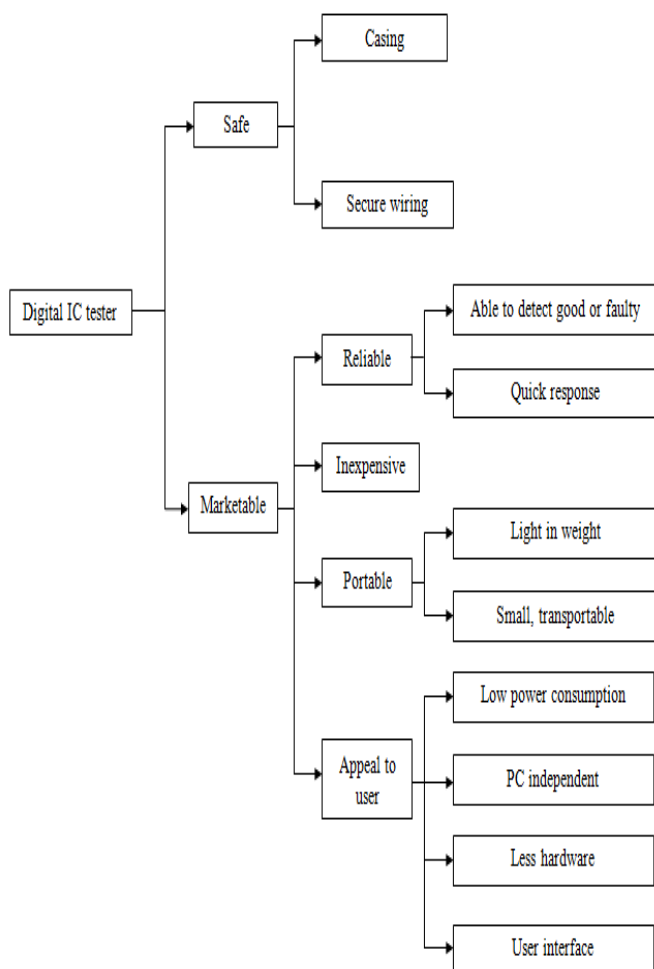 Casing
Safe
Secure wiring
Digital IC tester
Able to detect good or faulty
Reliable
Quick response
Inexpensive
Marketable
Light in weight
Portable
Small, transportable
Low power consumption
Appeal to
user
PC independent
Less hardware
User interface